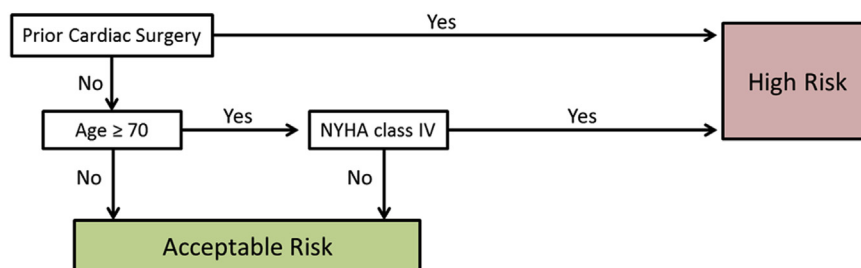 Prior Cardiac Surgery
Yes
High Risk
No
Age ≥ 70
Yes
NYHA class IV
Yes
No
No
Acceptable Risk